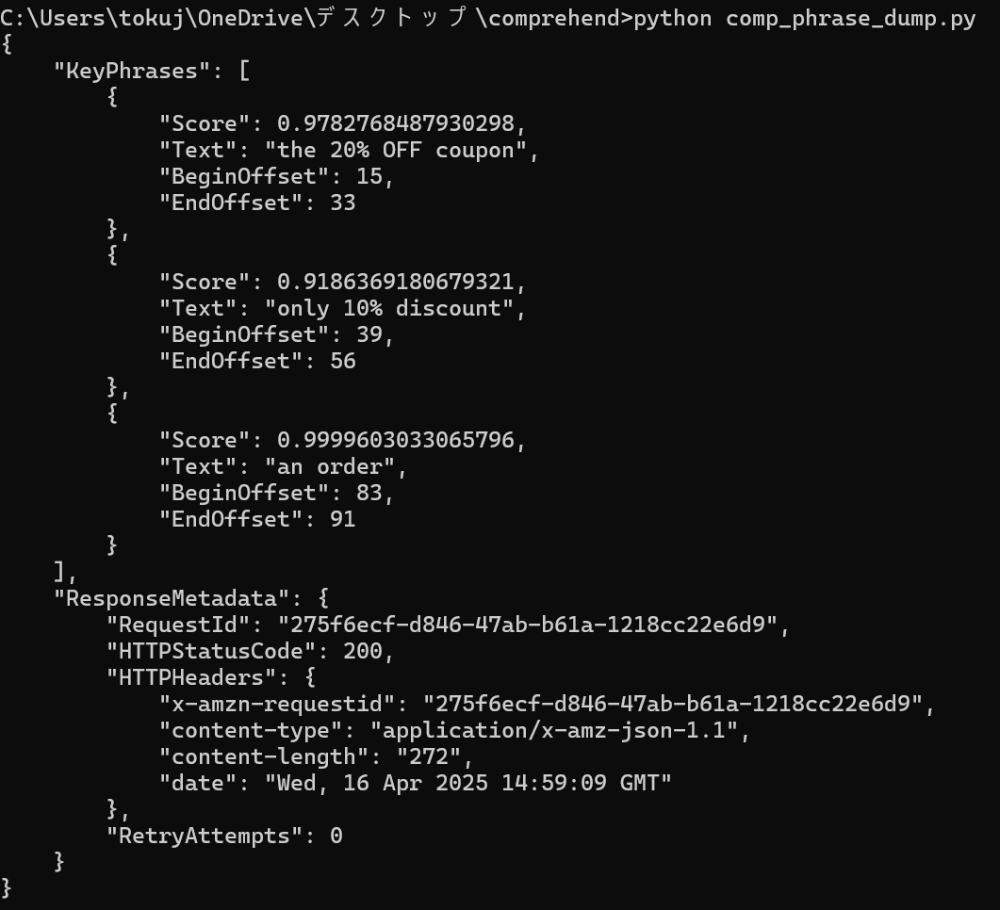 C:\Users\tokuj\OneDrive\デスクトップ\comprehend>python comp_phrase_dump.py
{
    "KeyPhrases": [
        {
            "Score": 0.9782768487930298,
            "Text": "the 20% OFF coupon",
            "BeginOffset": 15,
            "EndOffset": 33
        },
        {
            "Score": 0.9186369180679321,
            "Text": "only 10% discount",
            "BeginOffset": 39,
            "EndOffset": 56
        },
        {
            "Score": 0.9999603033065796,
            "Text": "an order",
            "BeginOffset": 83,
            "EndOffset": 91
        }
    ],
    "ResponseMetadata": {
        "RequestId": "275f6ecf-d846-47ab-b61a-1218cc22e6d9",
        "HTTPStatusCode": 200,
        "HTTPHeaders": {
            "x-amzn-requestid": "275f6ecf-d846-47ab-b61a-1218cc22e6d9",
            "content-type": "application/x-amz-json-1.1",
            "content-length": "272",
            "date": "Wed, 16 Apr 2025 14:59:09 GMT"
        },
        "RetryAttempts": 0
    }
}